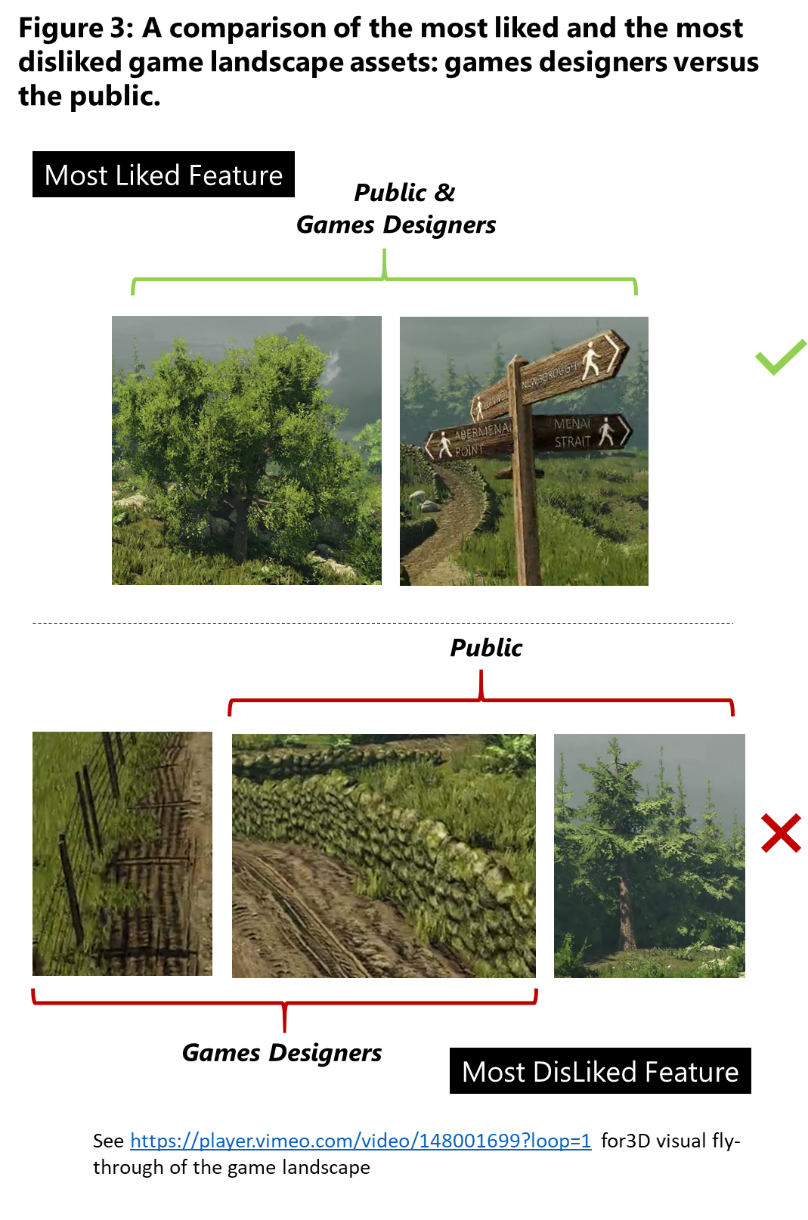 Figure 3: A comparison of the most liked and the most
disliked game landscape assets: games designers versus
the public.
Most Liked Feature
Public &
Games Designers
NEWBOROUGH
ABERMENAI
POINT
MENAI
STRAIT
Public
Games Designers
Most DisLiked Feature
See https://player.vimeo.com/video/148001699?loop=1 for3D visual fly-
through of the game landscape